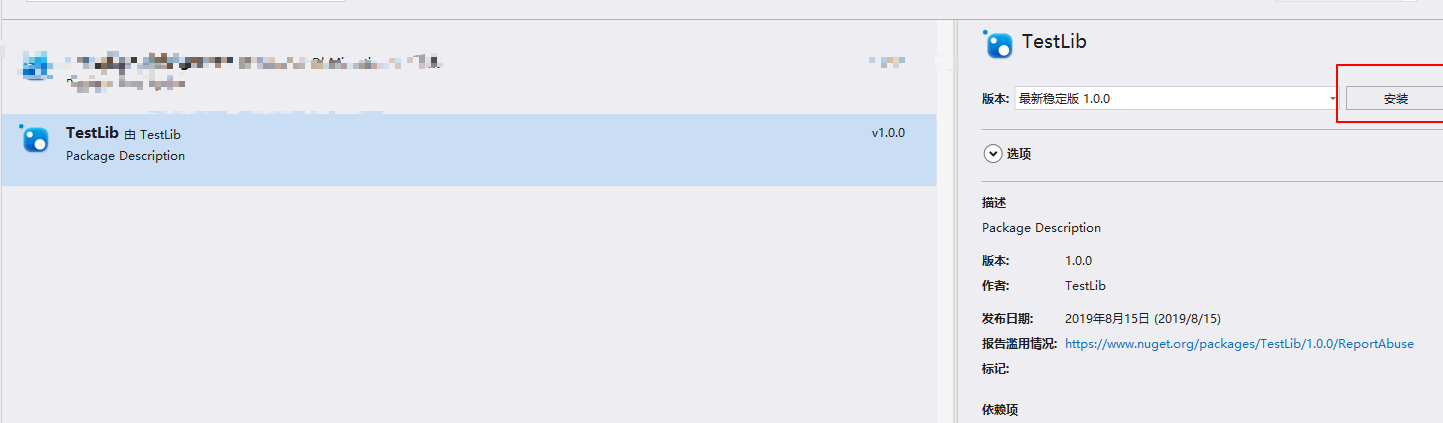 TestLib 由 TestLib
v1.0.0
Package Description
TestLib
版本: 最新稳定版 1.0.0 安装
选项
描述
Package Description
版本: 1.0.0
作者: TestLib
发布日期: 2019年8月15日 (2019/8/15)
报告滥用情况: https://www.nuget.org/packages/TestLib/1.0.0/ReportAbuse
标记:
依赖项